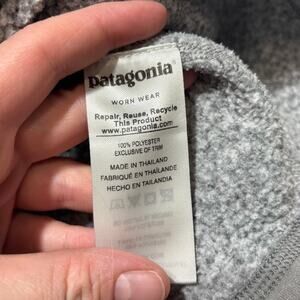 patagonia®
WORN WEAR
Repair, Reuse, Recycle
This Product
www.patagonia.com
100% POLYESTER
EXCLUSIVE OF TRIM
MADE IN THAILAND
FABRIQUÉ EN THAÏLANDE
HECHO EN TAILANDIA